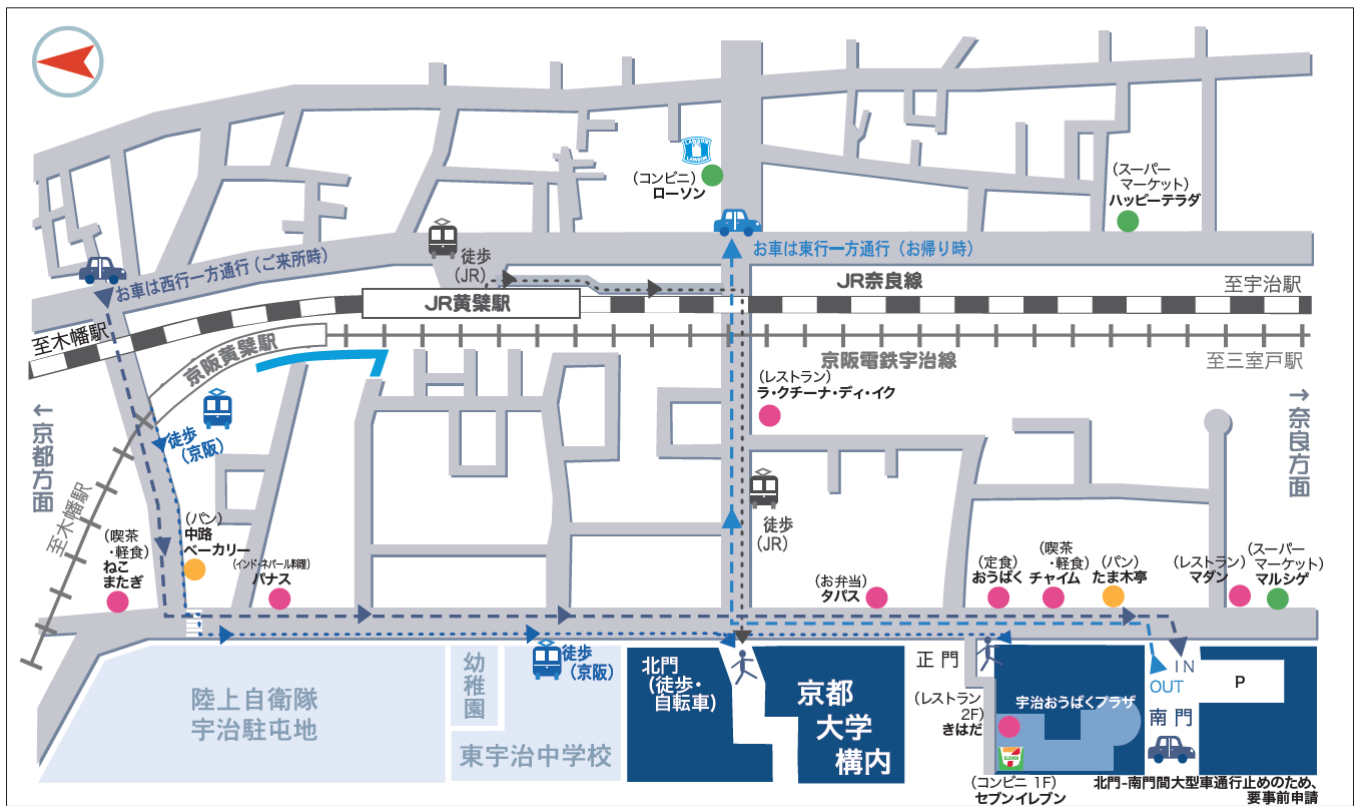 LAWSON
LAWSON
(コンビニ)
ローソン
(スーパー
マーケット)
ハッピーテラダ
お車は西行一方通行(ご来所時)
徒歩
(JR)
お車は東行一方通行(お帰り時)
JR奈良線
至宇治駅
JR黄檗駅
至木幡駅
京阪黄檗駅
京阪電鉄宇治線
至三室戸駅
(レストラン)
ラ・クチーナ・ディ・イク
←京都方面
→奈良方面
徒歩
(京阪)
至木幡駅
徒歩
(JR)
(喫茶
・軽食)
ねこ
またぎ
(パン)
中路
ベーカリー
(インド・ネパール料理)
パナス
(お弁当)
タパス
(定食)
おうばく
(喫茶
・軽食)
チャイム
(パン)
たま木亭
(レストラン)
マダン
(スーパー
マーケット)
マルシゲ
陸上自衛隊
宇治駐屯地
幼稚園
徒歩
(京阪)
東宇治中学校
北門
(徒歩・
自転車)
京都
大学
構内
正門
(レストラン
2F)
きはだ
宇治おうばくプラザ
IN
OUT
南門
P
(コンビニ 1F)
セブンイレブン
北門-南門間大型車通行止めのため、
要事前申請